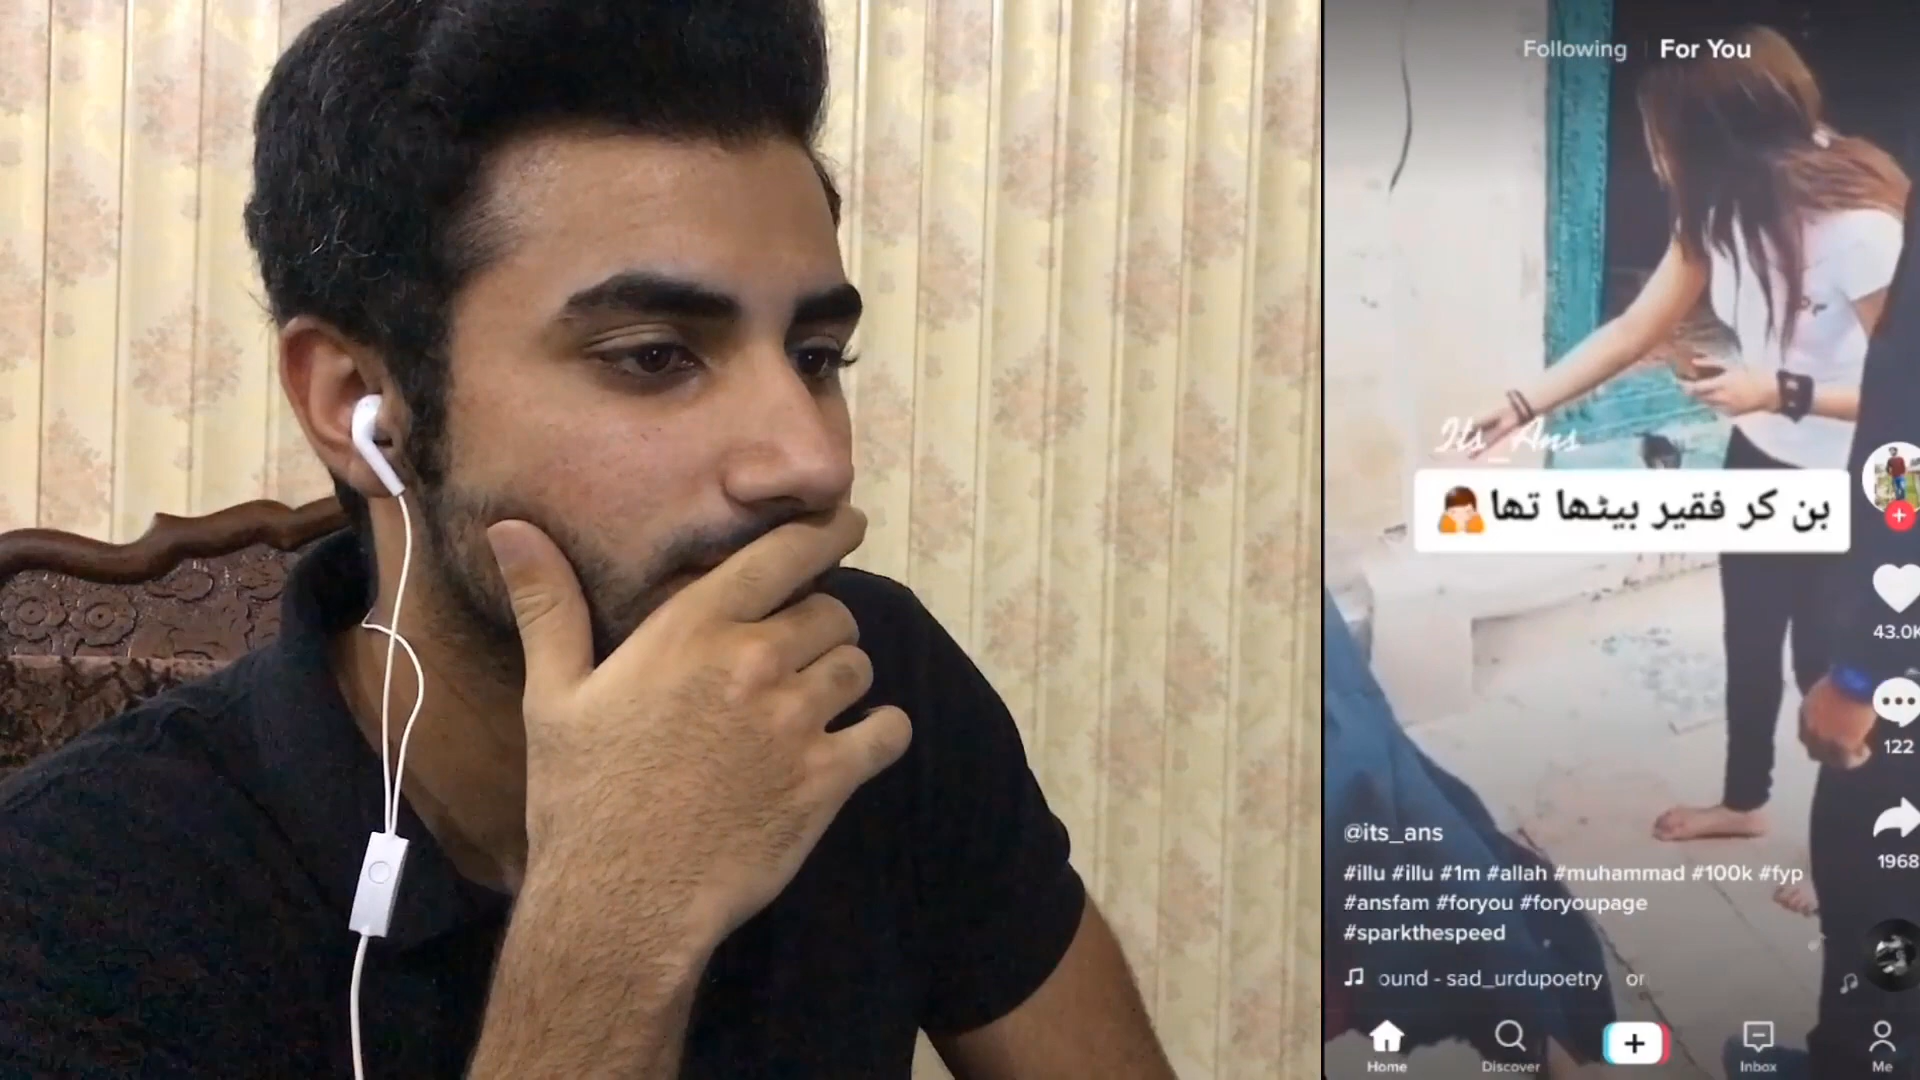 Following
For You
Its_Ans
بن کر فقیر بیٹھا تھا
43.0K
122
1968
@its_ans
#illu #illu #1m #allah #muhammad #100k #fyp
#ansfam #foryou #foryoupage
#sparkthespeed
ound - sad_urdupoetry or
Home
Discover
Inbox
Me